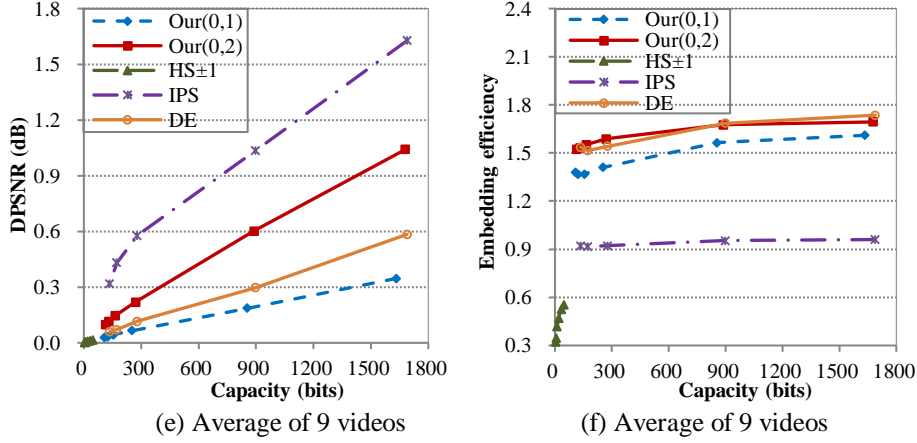 1.8
1.5
1.2
0.9
0.6
0.3
0.0
DPSNR (dB)
Our(0,1)
Our(0,2)
HS±1
IPS
DE
0 300 600 900 1200 1500 1800
Capacity (bits)
(e) Average of 9 videos
2.4
2.1
1.8
1.5
1.2
0.9
0.6
0.3
Embedding efficiency
Our(0,1)
Our(0,2)
HS±1
IPS
DE
0 300 600 900 1200 1500 1800
Capacity (bits)
(f) Average of 9 videos